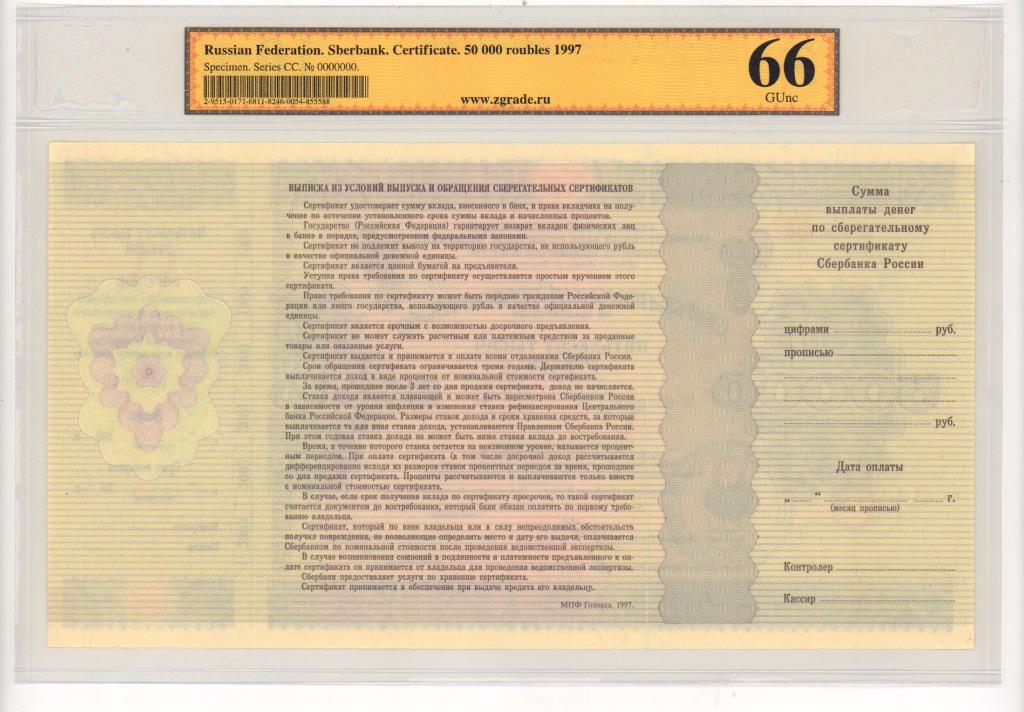 Russian Federation. Sberbank. Certificate. 50 000 roubles 1997
Specimen. Series CC. № 0000000.
2-9515-0171-6811-8246-0054-855588
www.zgrade.ru
66
GUnc
ВЫПИСКА ИЗ УСЛОВИЙ ВЫПУСКА И ОБРАЩЕНИЯ СБЕРЕГАТЕЛЬНЫХ СЕРТИФИКАТОВ
Сертификат удостоверяет сумму вклада, внесенного в банк, и права вкладчика на полу-
чение по истечении установленного срока суммы вклада и начисленных процентов.
Государство (Российская Федерация) гарантирует возврат вкладов физических лиц
в банке в порядке, предусмотренном федеральными законами.
Сертификат не подлежит вывозу на территорию государства, не использующего рубль
в качестве официальной денежной единицы.
Сертификат является ценной бумагой на предъявителя.
Уступка права требования по сертификату осуществляется простым вручением этого
сертификата.
Право требования по сертификату может быть передано гражданам Российской Феде-
рации или иного государства, использующего рубль в качестве официальной денежной
единицы.
Сертификат является срочным с возможностью досрочного предъявления.
Сертификат не может служить расчетным или платежным средством за проданные
товары или оказанные услуги.
Сертификат выдается и принимается к оплате всеми отделениями Сбербанка России.
Срок обращения сертификата ограничивается тремя годами. Держателю сертификата
выплачивается доход в виде процентов от номинальной стоимости сертификата.
За время, прошедшее после 3 лет со дня продажи сертификата, доход не начисляется.
Ставка дохода является плавающей и может быть пересмотрена Сбербанком России
в зависимости от уровня инфляции и изменения ставки рефинансирования Центрального
банка Российской Федерации. Размеры ставок дохода и срока хранения средств, за которые
выплачивается та или иная ставка дохода, устанавливаются Правлением Сбербанка России.
При этом годовая ставка дохода не может быть ниже ставки вклада до востребования.
Время, в течение которого ставка остается на неизменном уровне, называется процент-
ным периодом. При оплате сертификата (в том числе досрочно) доход рассчитывается
дифференцированно исходя из размеров ставок процентных периодов за время, прошедшее
со дня продажи сертификата. Проценты рассчитываются и выплачиваются только вместе
с номинальной стоимостью сертификата.
В случае, если срок получения вклада по сертификату просрочен, то такой сертификат
считается документом до востребования, который банк обязан оплатить по первому требо-
ванию владельца.
Сертификат, который по вине владельца или в силу непреодолимых обстоятельств
получил повреждения, не позволяющие определить место и дату его выдачи, оплачивается
Сбербанком по номинальной стоимости после проведения ведомственной экспертизы.
В случае возникновения сомнений в подлинности и платежности предъявленного к оп-
лате сертификата он принимается от владельца для проведения ведомственной экспертизы.
Сбербанк предоставляет услуги по хранению сертификата.
Сертификат принимается в обеспечение при выдаче кредита его владельцу.
МПФ Гознака. 1997.
Сумма
выплаты денег
по сберегательному
сертификату
Сбербанка России
цифрами ........ руб.
прописью ........
........ руб.
Дата оплаты
„ ...... “ ........ ........ г.
(месяц прописью)
Контролер ........
Кассир ........